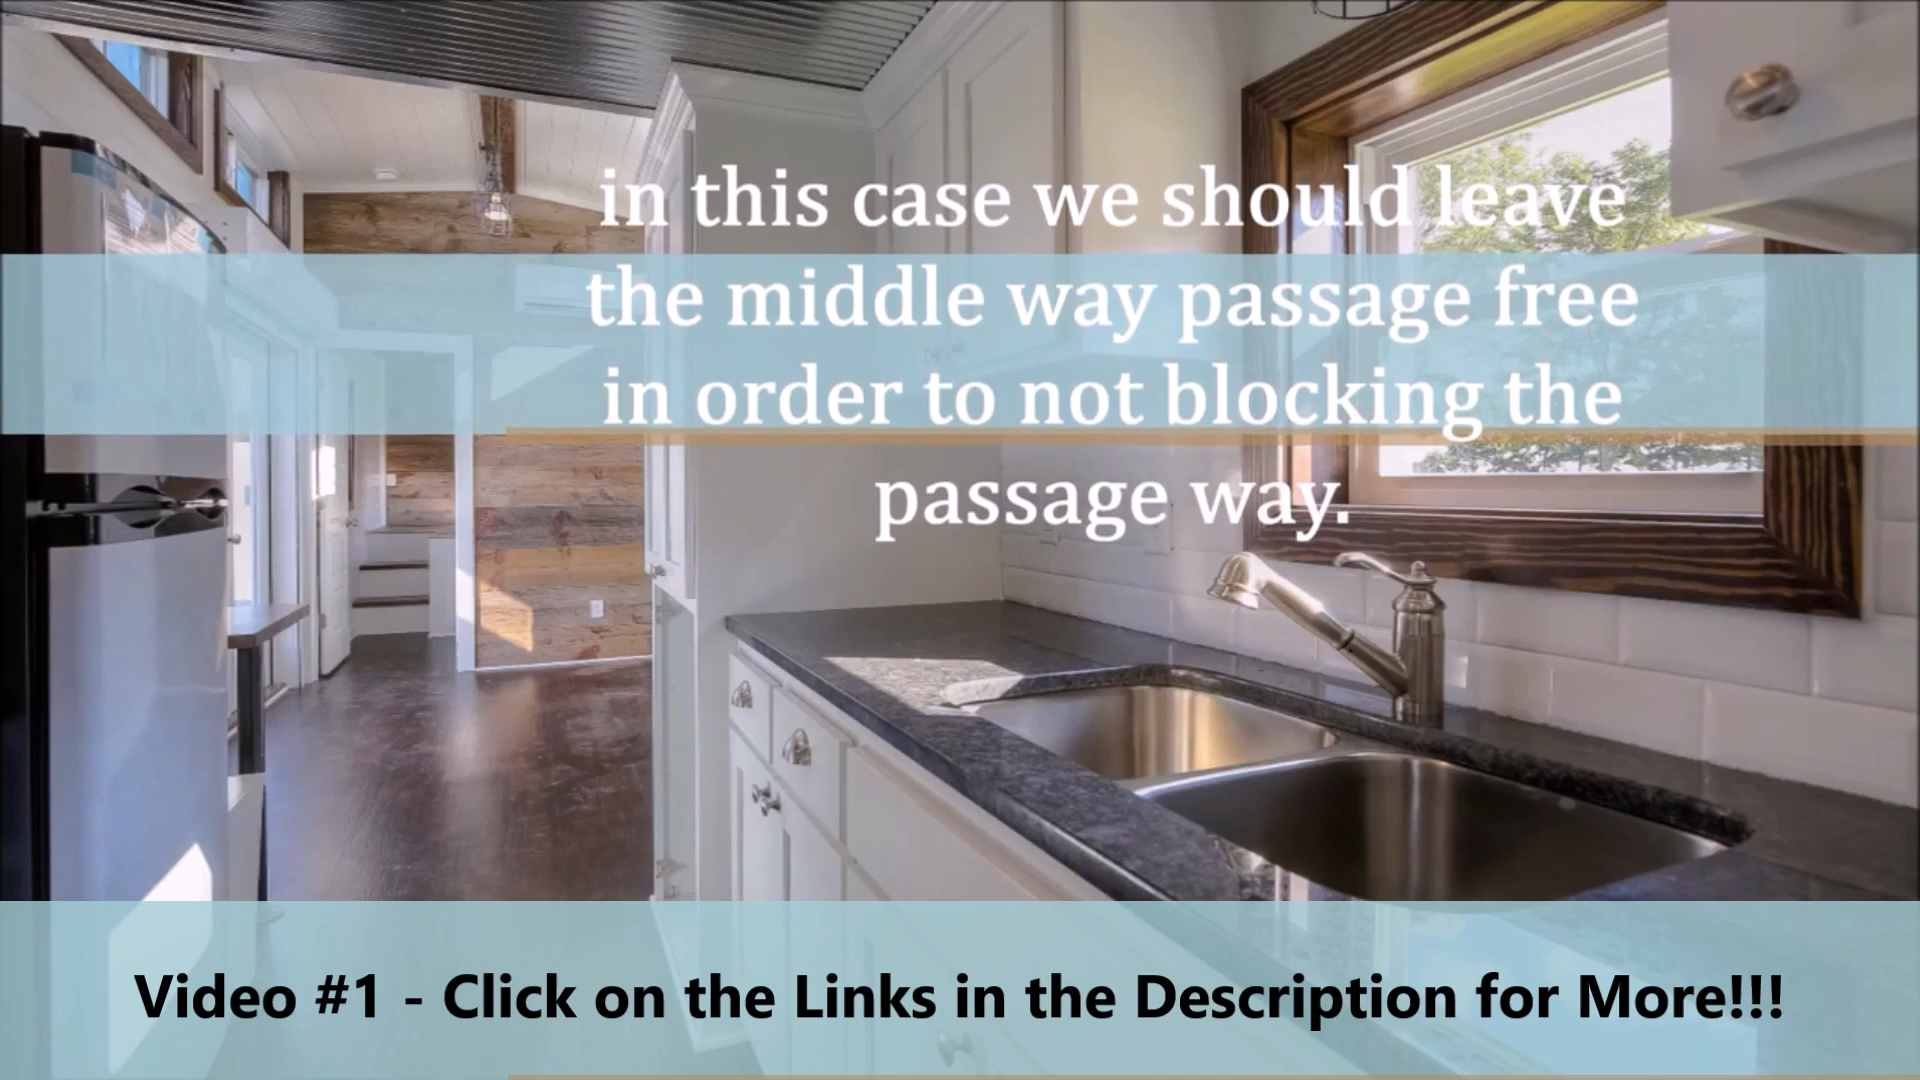 in this case we should leave
the middle way passage free
in order to not blocking the
passage way.
Video #1 - Click on the Links in the Description for More!!!